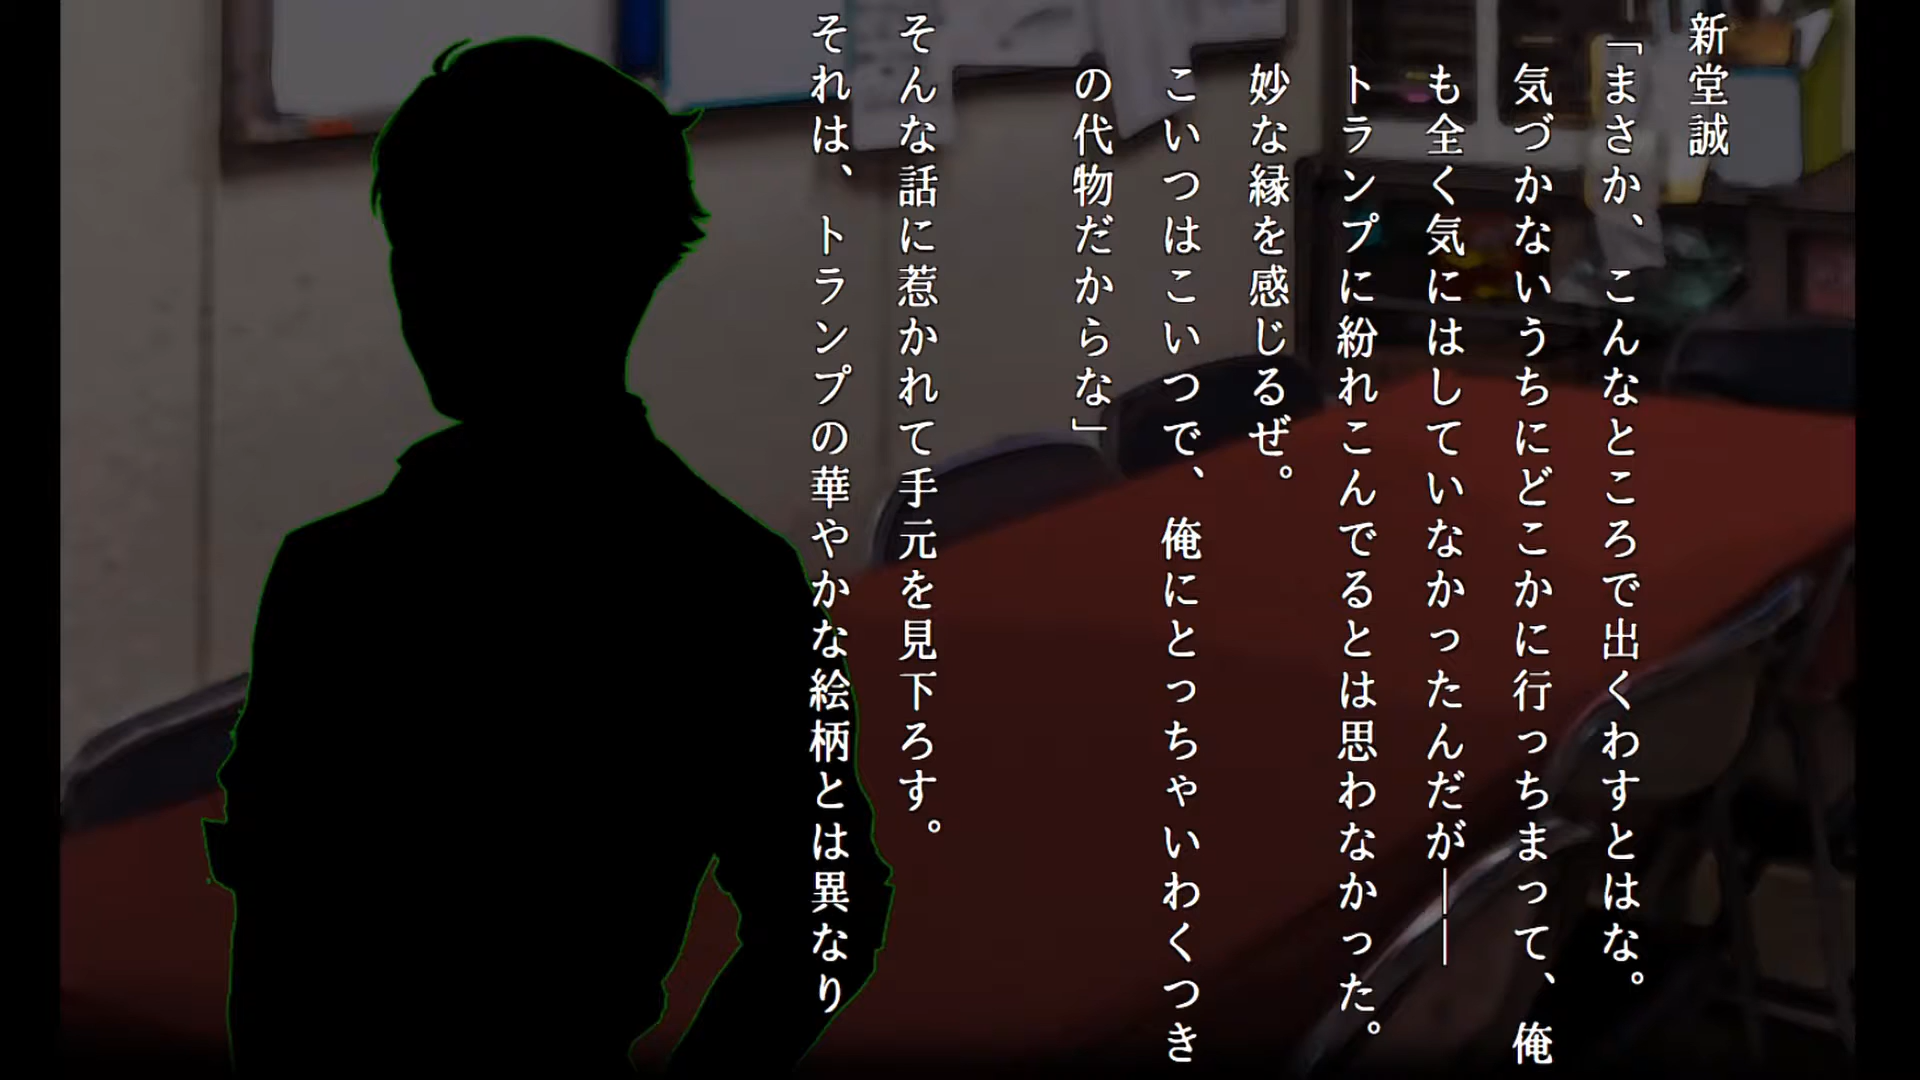 新堂誠
「まさか、こんなところで出くわすとはな。
気づかないうちにどこかに行っちまって、俺
も全く気にはしていなかったんだが――
トランプに紛れこんでるとは思わなかった。
妙な縁を感じるぜ。
こいつはこいつで、俺にとっちゃいわくつき
の代物だからな」
そんな話に惹かれて手元を見下ろす。
それは、トランプの華やかな絵柄とは異なり